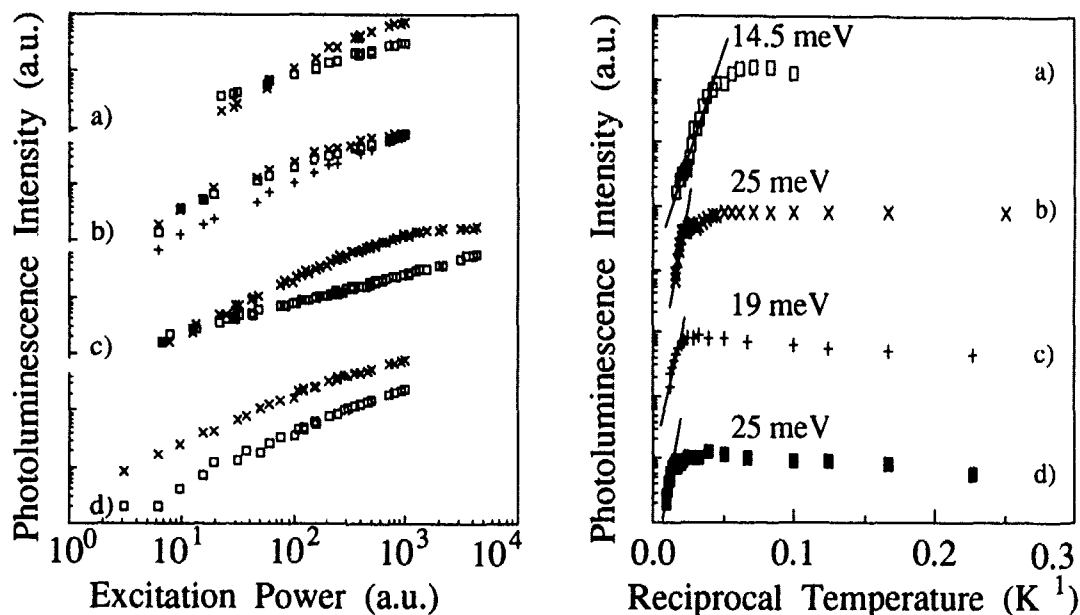 Photoluminescence Intensity (a.u.)
a)
b)
c)
d)
10^0 10^1 10^2 10^3 10^4
Excitation Power (a.u.)
Photoluminescence Intensity (a.u.)
14.5 meV
a)
25 meV
b)
19 meV
c)
25 meV
d)
0.0 0.1 0.2 0.3
Reciprocal Temperature (K^1)